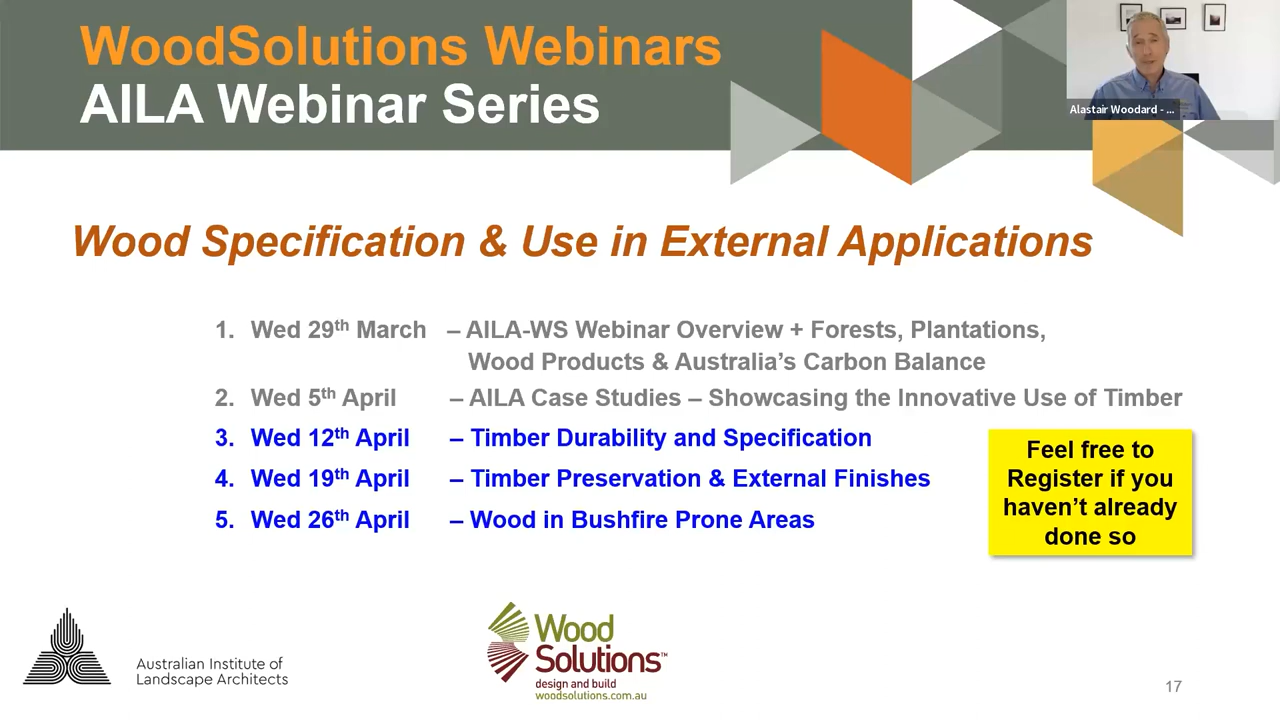 WoodSolutions Webinars
AILA Webinar Series
Alastair Woodard - ...
Wood Specification & Use in External Applications
1. Wed 29th March – AILA-WS Webinar Overview + Forests, Plantations,
Wood Products & Australia’s Carbon Balance
2. Wed 5th April – AILA Case Studies – Showcasing the Innovative Use of Timber
3. Wed 12th April – Timber Durability and Specification
4. Wed 19th April – Timber Preservation & External Finishes
5. Wed 26th April – Wood in Bushfire Prone Areas
Feel free to
Register if you
haven’t already
done so
Australian Institute of
Landscape Architects
Wood
Solutions™
design and build
woodsolutions.com.au
17